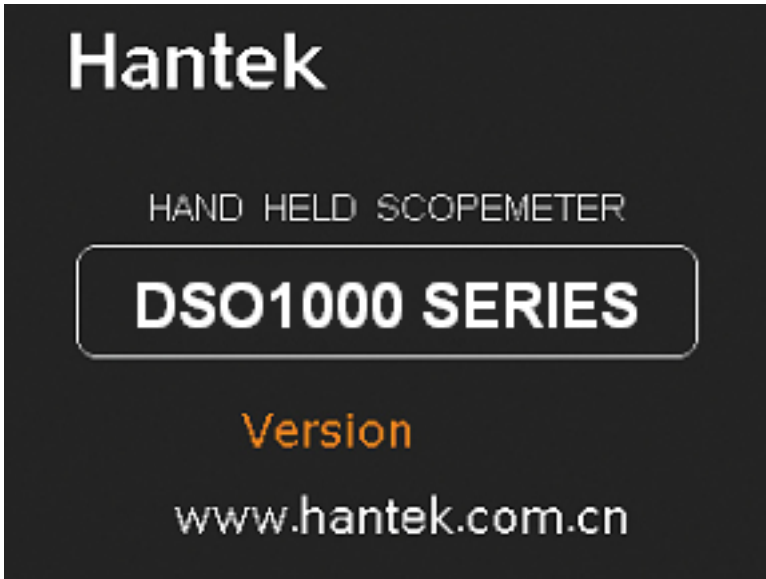 Hantek
HAND HELD SCOPEMETER
DSO1000 SERIES
Version
www.hantek.com.cn